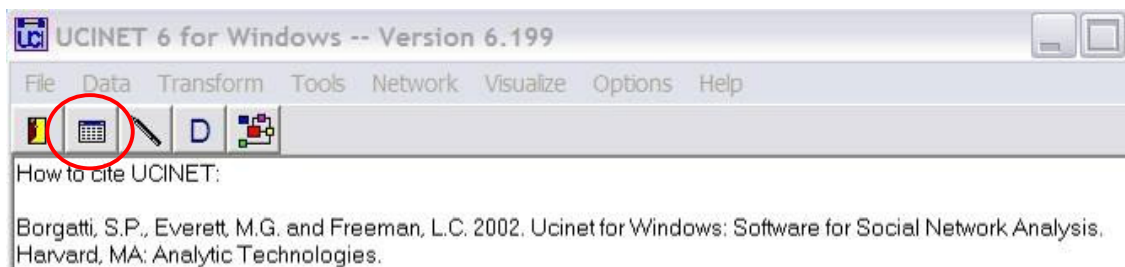 UCI UCINET 6 for Windows -- Version 6.199
File Data Transform Tools Network Visualize Options Help
D
How to cite UCINET:
Borgatti, S.P., Everett, M.G. and Freeman, L.C. 2002. Ucinet for Windows: Software for Social Network Analysis.
Harvard, MA: Analytic Technologies.